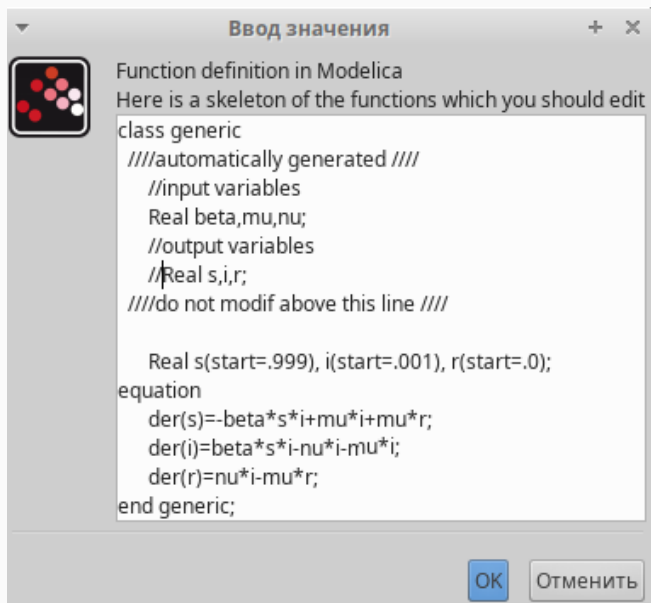 Ввод значения
Function definition in Modelica
Here is a skeleton of the functions which you should edit
class generic
////automatically generated ////
//input variables
Real beta,mu,nu;
//output variables
//Real s,i,r;
////do not modif above this line ////
Real s(start=.999), i(start=.001), r(start=.0);
equation
der(s)=-beta*s*i+mu*i+mu*r;
der(i)=beta*s*i-nu*i-mu*i;
der(r)=nu*i-mu*r;
end generic;
OK
Отменить